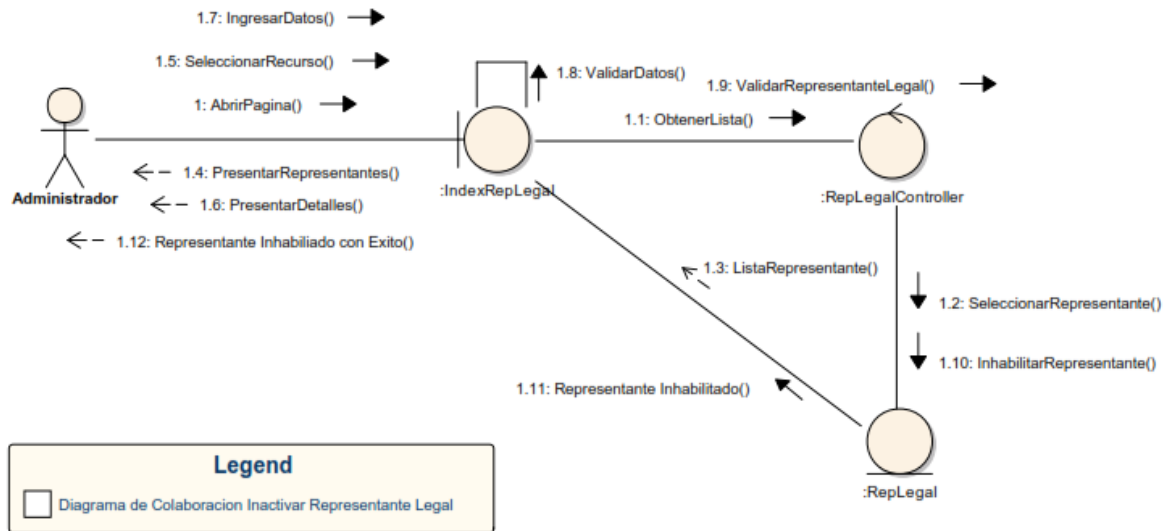 1.7: IngresarDatos()
1.5: SeleccionarRecurso()
1.8: ValidarDatos()
1.9: ValidarRepresentanteLegal()
1: AbrirPagina()
1.1: ObtenerLista()
1.4: PresentarRepresentantes()
:IndexRepLegal
:RepLegalController
Administrador
1.6: PresentarDetalles()
1.12: Representante Inhabiliado con Exito()
1.3: ListaRepresentante()
1.2: SeleccionarRepresentante()
1.10: InhabilitarRepresentante()
1.11: Representante Inhabilitado()
Legend
:RepLegal
Diagrama de Colaboracion Inactivar Representante Legal